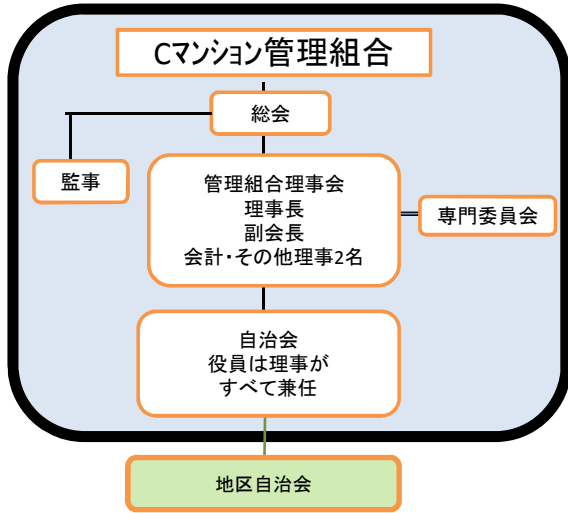 Cマンション管理組合
総会
監事
管理組合理事会
理事長
副会長
会計・その他理事2名
専門委員会
自治会
役員は理事が
すべて兼任
地区自治会